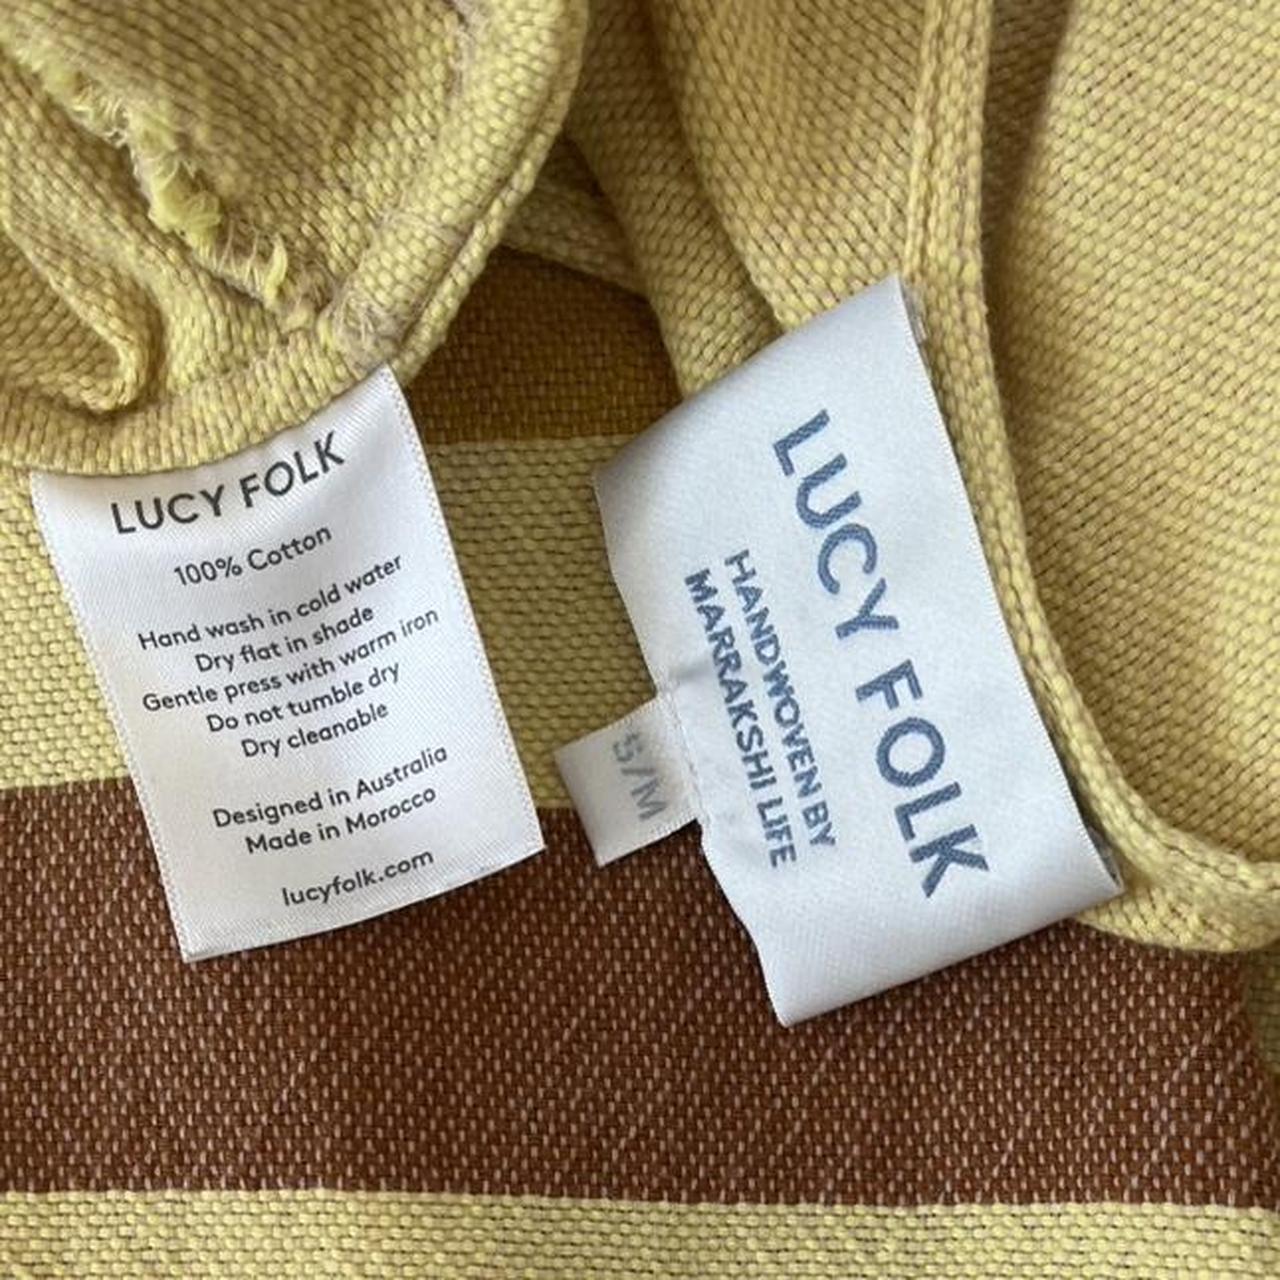 LUCY FOLK
100% Cotton
Hand wash in cold water
Dry flat in shade
Gentle press with warm iron
Do not tumble dry
Dry cleanable
Designed in Australia
Made in Morocco
lucyfolk.com
LUCY FOLK
HANDWOVEN BY
MARRAKSHI LIFE
S/M